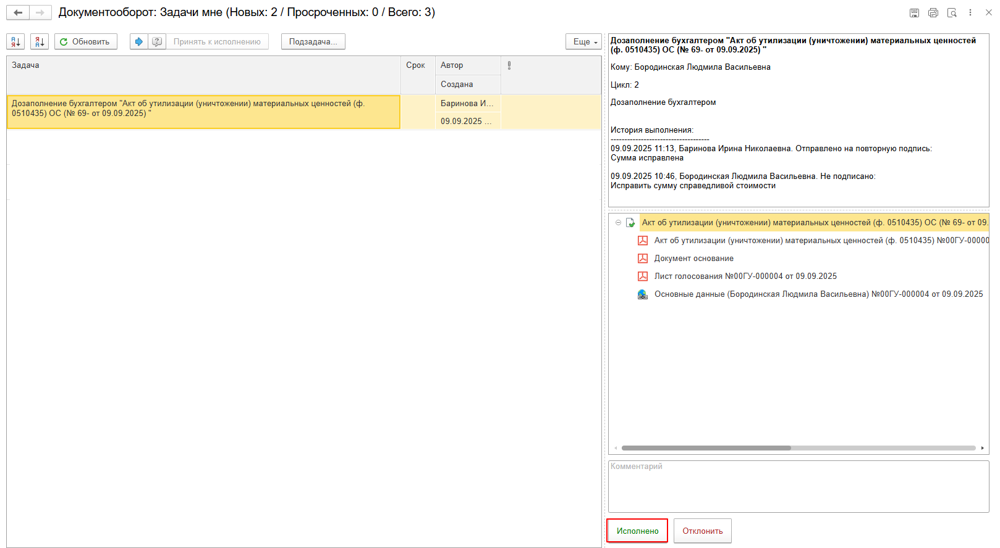 Документооборот: Задачи мне (Новых: 2 / Просроченных: 0 / Всего: 3)
Обновить
Принять к исполнению
Подзадача...
Еще
Задача
Срок
Автор
Создана
Дозаполнение бухгалтером "Акт об утилизации (уничтожении) материальных ценностей (ф.
0510435) ОС (№ 69- от 09.09.2025) "
Баринова И...
09.09.2025 ...
Дозаполнение бухгалтером "Акт об утилизации (уничтожении) материальных ценностей
(ф. 0510435) ОС (№ 69- от 09.09.2025) "
Кому: Бородинская Людмила Васильевна
Цикл: 2
Дозаполнение бухгалтером
История выполнения:
------------------------------------
09.09.2025 11:13, Баринова Ирина Николаевна. Отправлено на повторную подпись:
Сумма исправлена
09.09.2025 10:46, Бородинская Людмила Васильевна. Не подписано:
Исправить сумму справедливой стоимости
Акт об утилизации (уничтожении) материальных ценностей (ф. 0510435) ОС (№ 69- от 09.
Акт об утилизации (уничтожении) материальных ценностей (ф. 0510435) №00ГУ-00000
Документ основание
Лист голосования №00ГУ-000004 от 09.09.2025
Основные данные (Бородинская Людмила Васильевна) №00ГУ-000004 от 09.09.2025
Комментарий
Исполнено
Отклонить